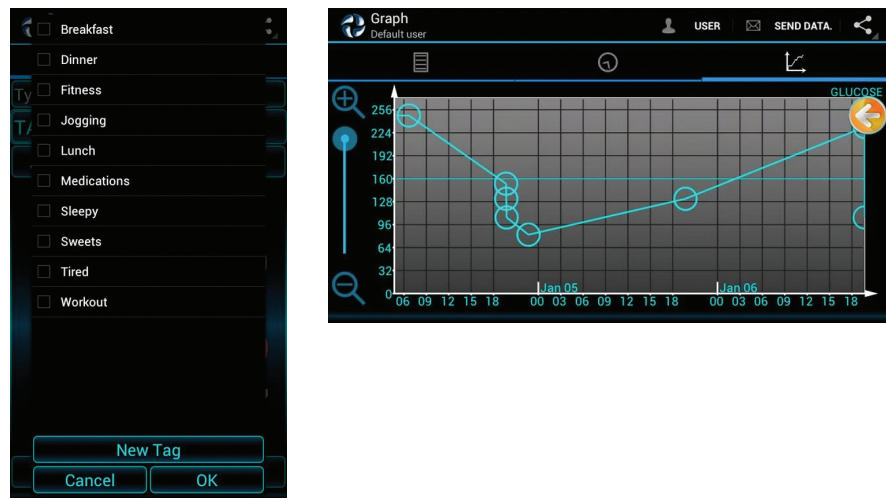 Breakfast
Dinner
Fitness
Ty
Jogging
TA
Lunch
Medications
Sleepy
Sweets
Tired
Workout
New Tag
Cancel OK
Graph
Default user
USER SEND DATA.
GLUCOSE
256
224
192
160
128
96
64
32
0
Jan 05 Jan 06
06 09 12 15 18 00 03 06 09 12 15 18 00 03 06 09 12 15 18